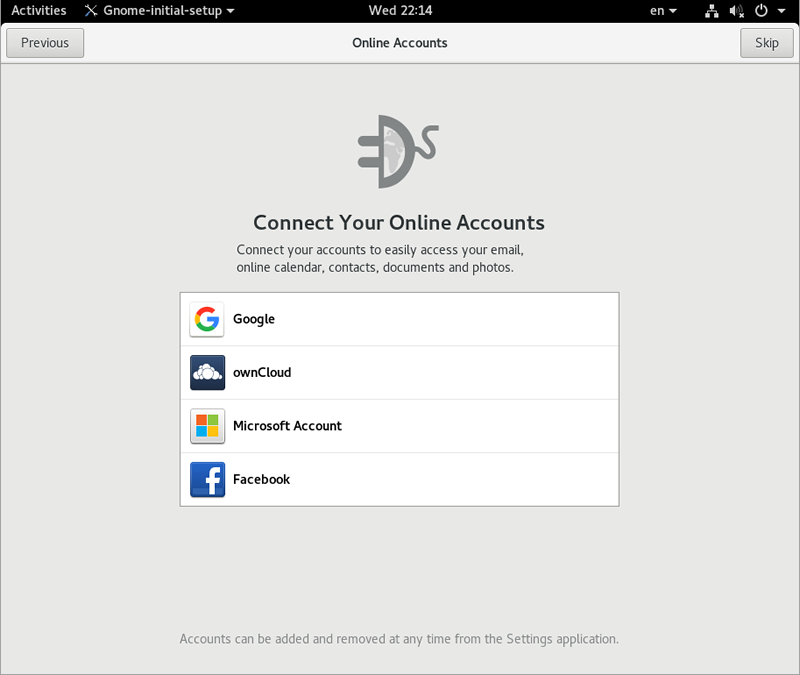 Activities Gnome-initial-setup Wed 22:14 en
Previous Online Accounts Skip
Connect Your Online Accounts
Connect your accounts to easily access your email,
online calendar, contacts, documents and photos.
Google
ownCloud
Microsoft Account
Facebook
Accounts can be added and removed at any time from the Settings application.